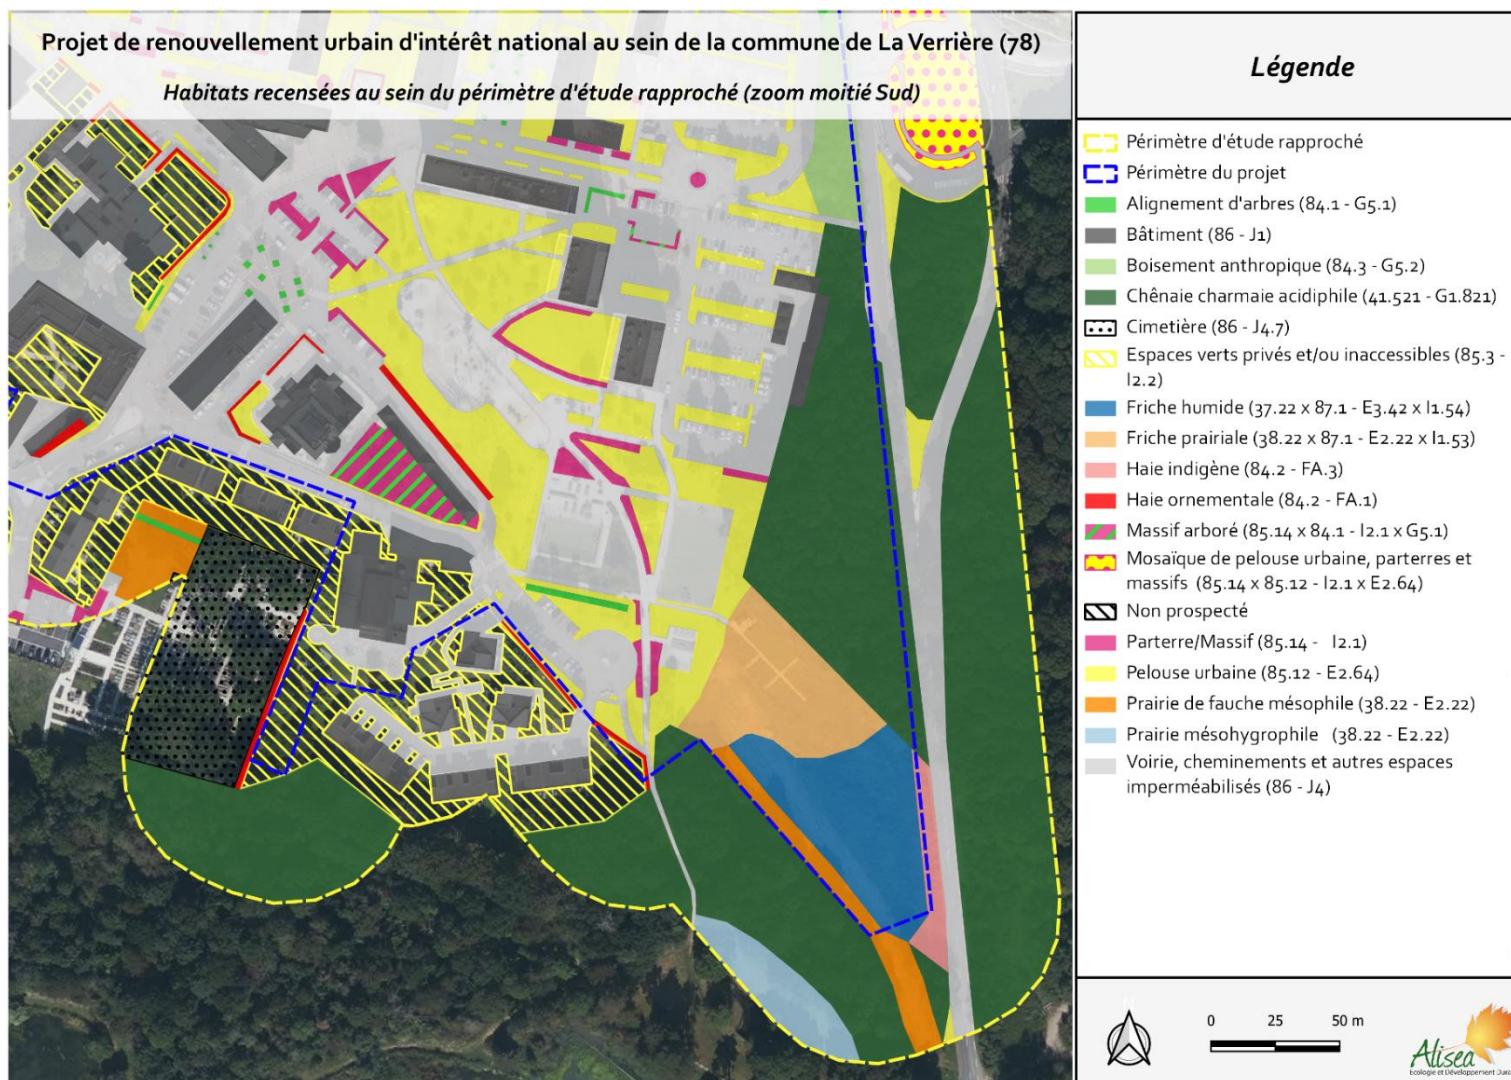 Projet de renouvellement urbain d'intérêt national au sein de la commune de La Verrière (78)
Habitats recensées au sein du périmètre d'étude rapproché (zoom moitié Sud)
Légende
Périmètre d'étude rapproché
Périmètre du projet
Alignement d'arbres (84.1 - G5.1)
Bâtiment (86 - J1)
Boisement anthropique (84.3 - G5.2)
Chênaie charmaie acidiphile (41.521 - G1.821)
Cimetière (86 - J4.7)
Espaces verts privés et/ou inaccessibles (85.3 -
I2.2)
Friche humide (37.22 x 87.1 - E3.42 x I1.54)
Friche prairiale (38.22 x 87.1 - E2.22 x I1.53)
Haie indigène (84.2 - FA.3)
Haie ornementale (84.2 - FA.1)
Massif arboré (85.14 x 84.1 - I2.1 x G5.1)
Mosaïque de pelouse urbaine, parterres et
massifs (85.14 x 85.12 - I2.1 x E2.64)
Non prospecté
Parterre/Massif (85.14 - I2.1)
Pelouse urbaine (85.12 - E2.64)
Prairie de fauche mésophile (38.22 - E2.22)
Prairie mésohygrophile (38.22 - E2.22)
Voirie, cheminements et autres espaces
imperméabilisés (86 - J4)
N
0 25 50 m
Alisea
Ecologie et Développement